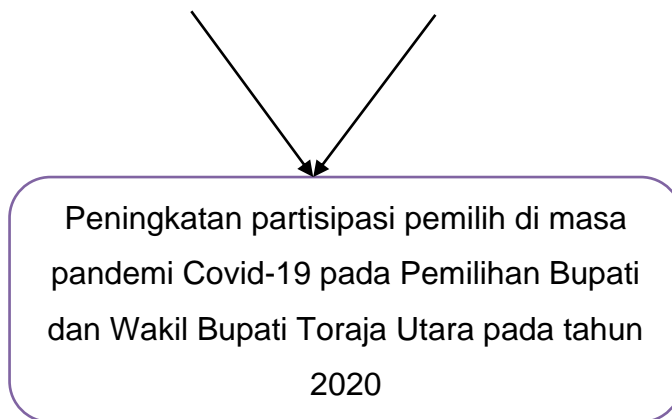 Peningkatan partisipasi pemilih di masa
pandemi Covid-19 pada Pemilihan Bupati
dan Wakil Bupati Toraja Utara pada tahun
2020